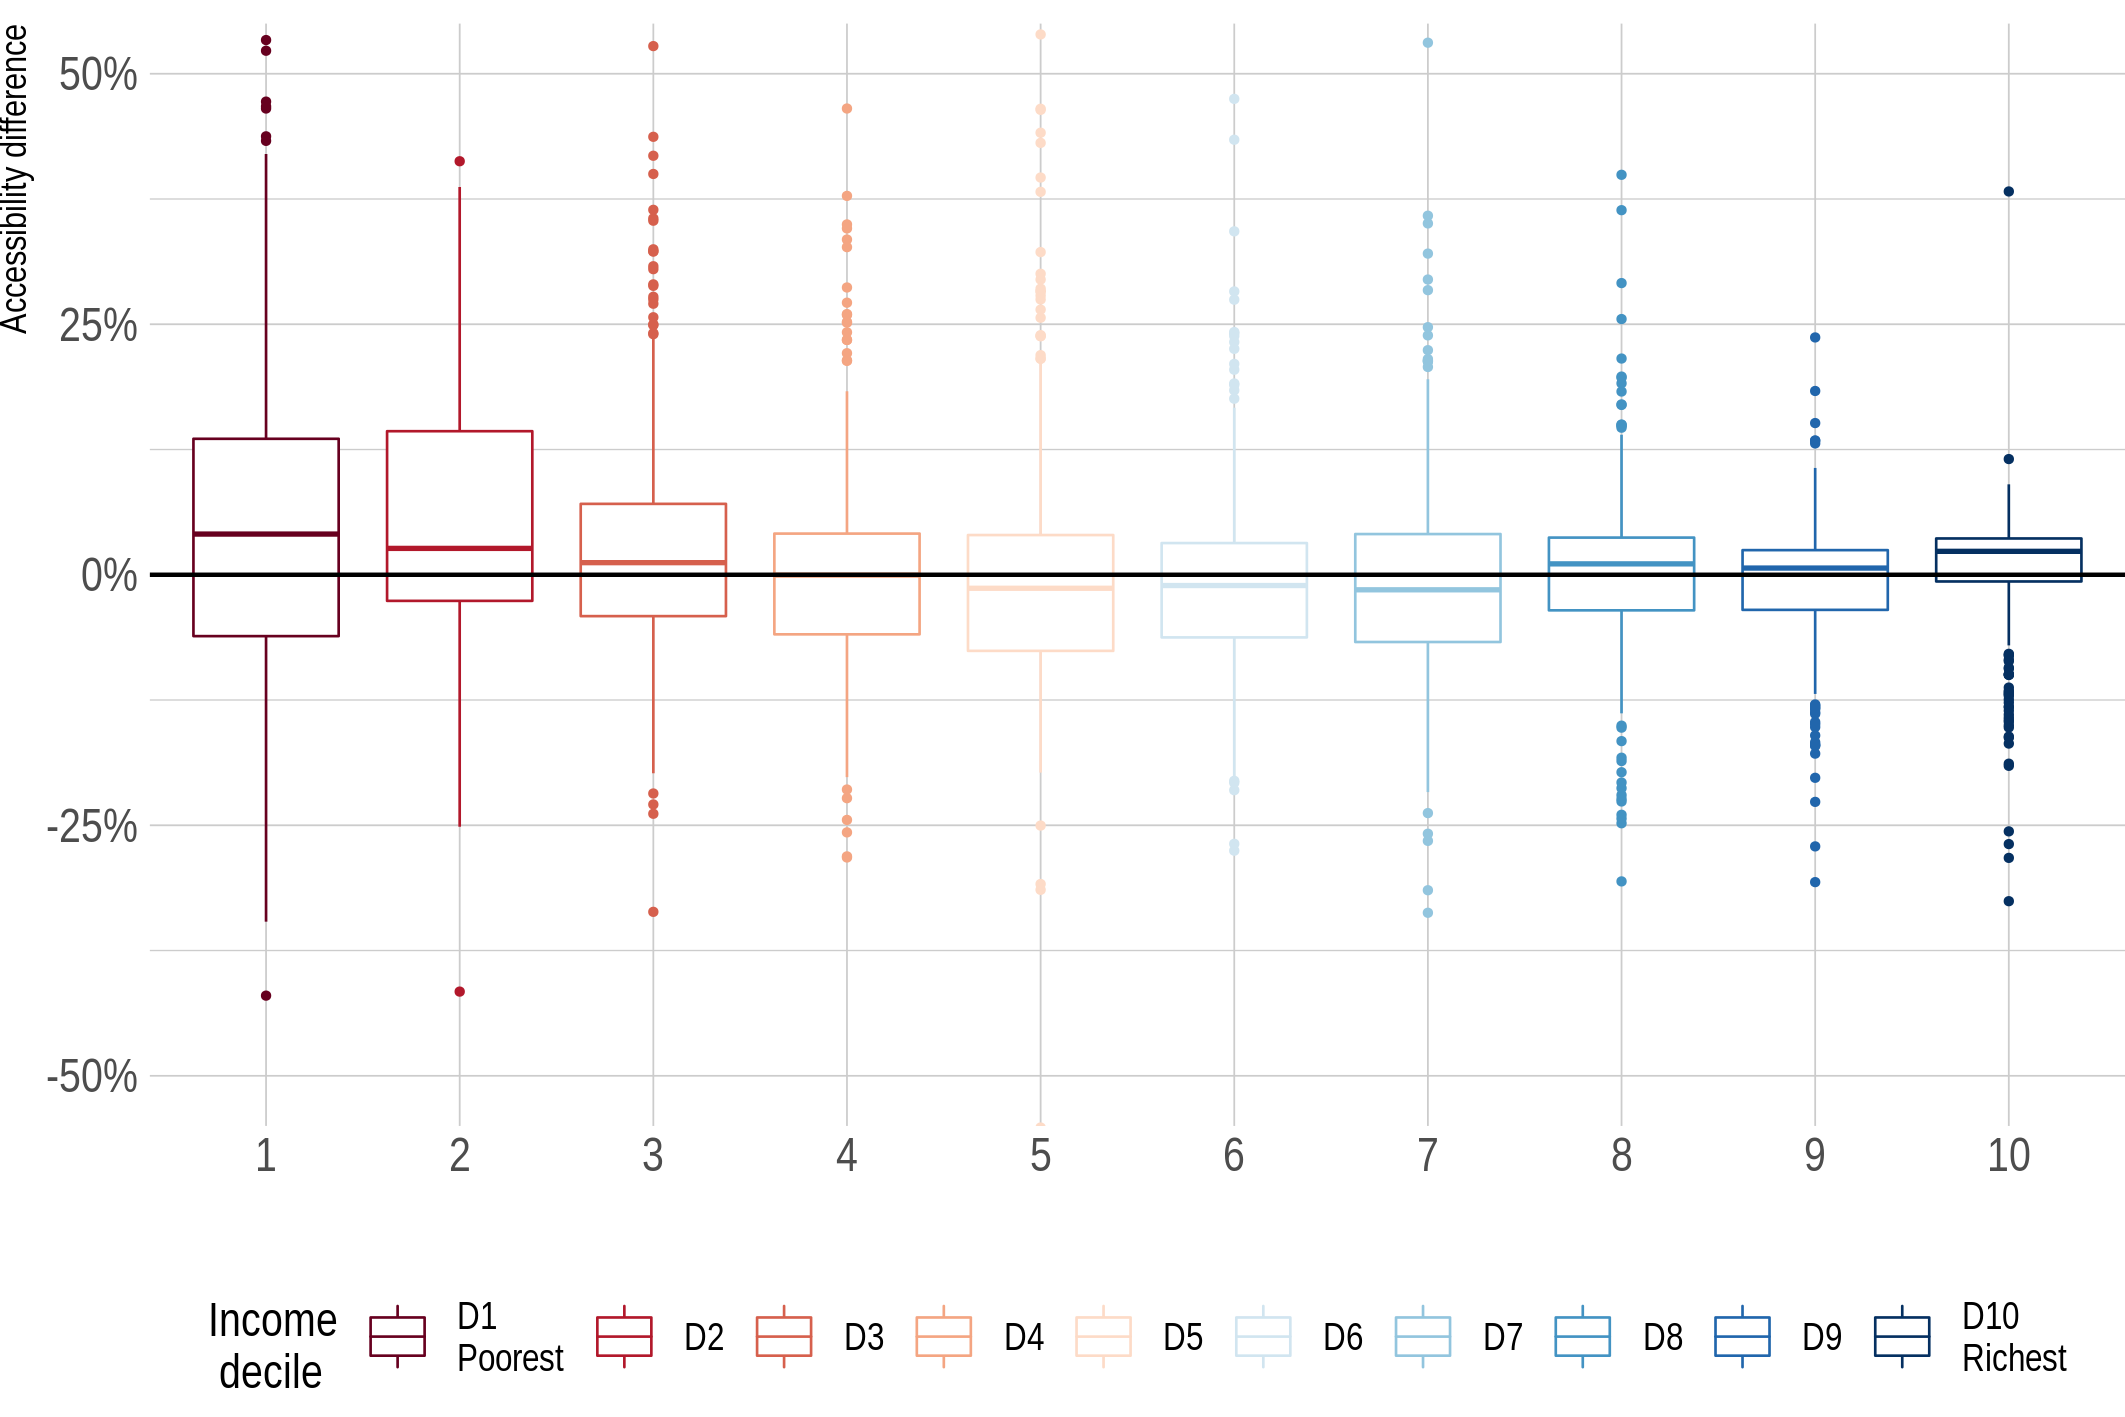 Accessibility difference
50%
25%
0%
-25%
-50%
1 2 3 4 5 6 7 8 9 10
Income
decile
D1
Poorest
D2
D3
D4
D5
D6
D7
D8
D9
D10
Richest